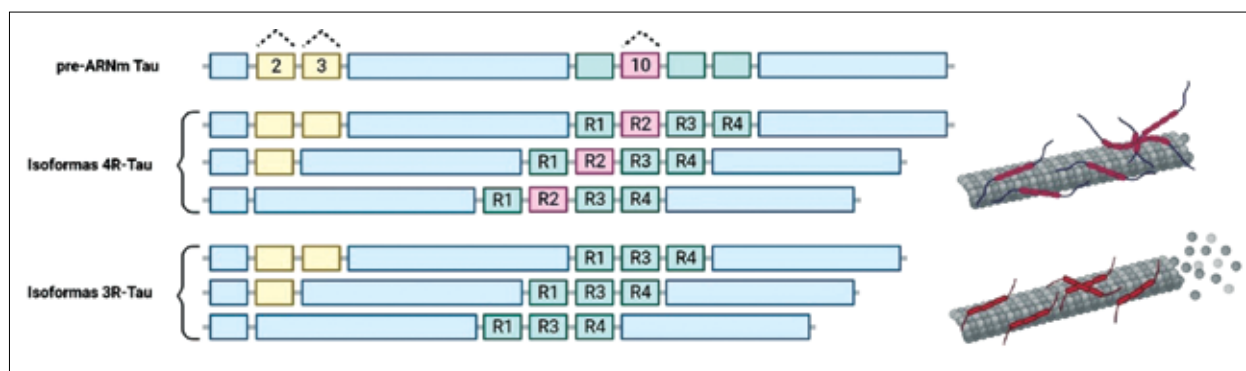 2 3 10
pre-ARNm Tau
R1 R2 R3 R4
Isoformas 4R-Tau
R1 R2 R3 R4
R1 R2 R3 R4
R1 R3 R4
Isoformas 3R-Tau
R1 R3 R4
R1 R3 R4